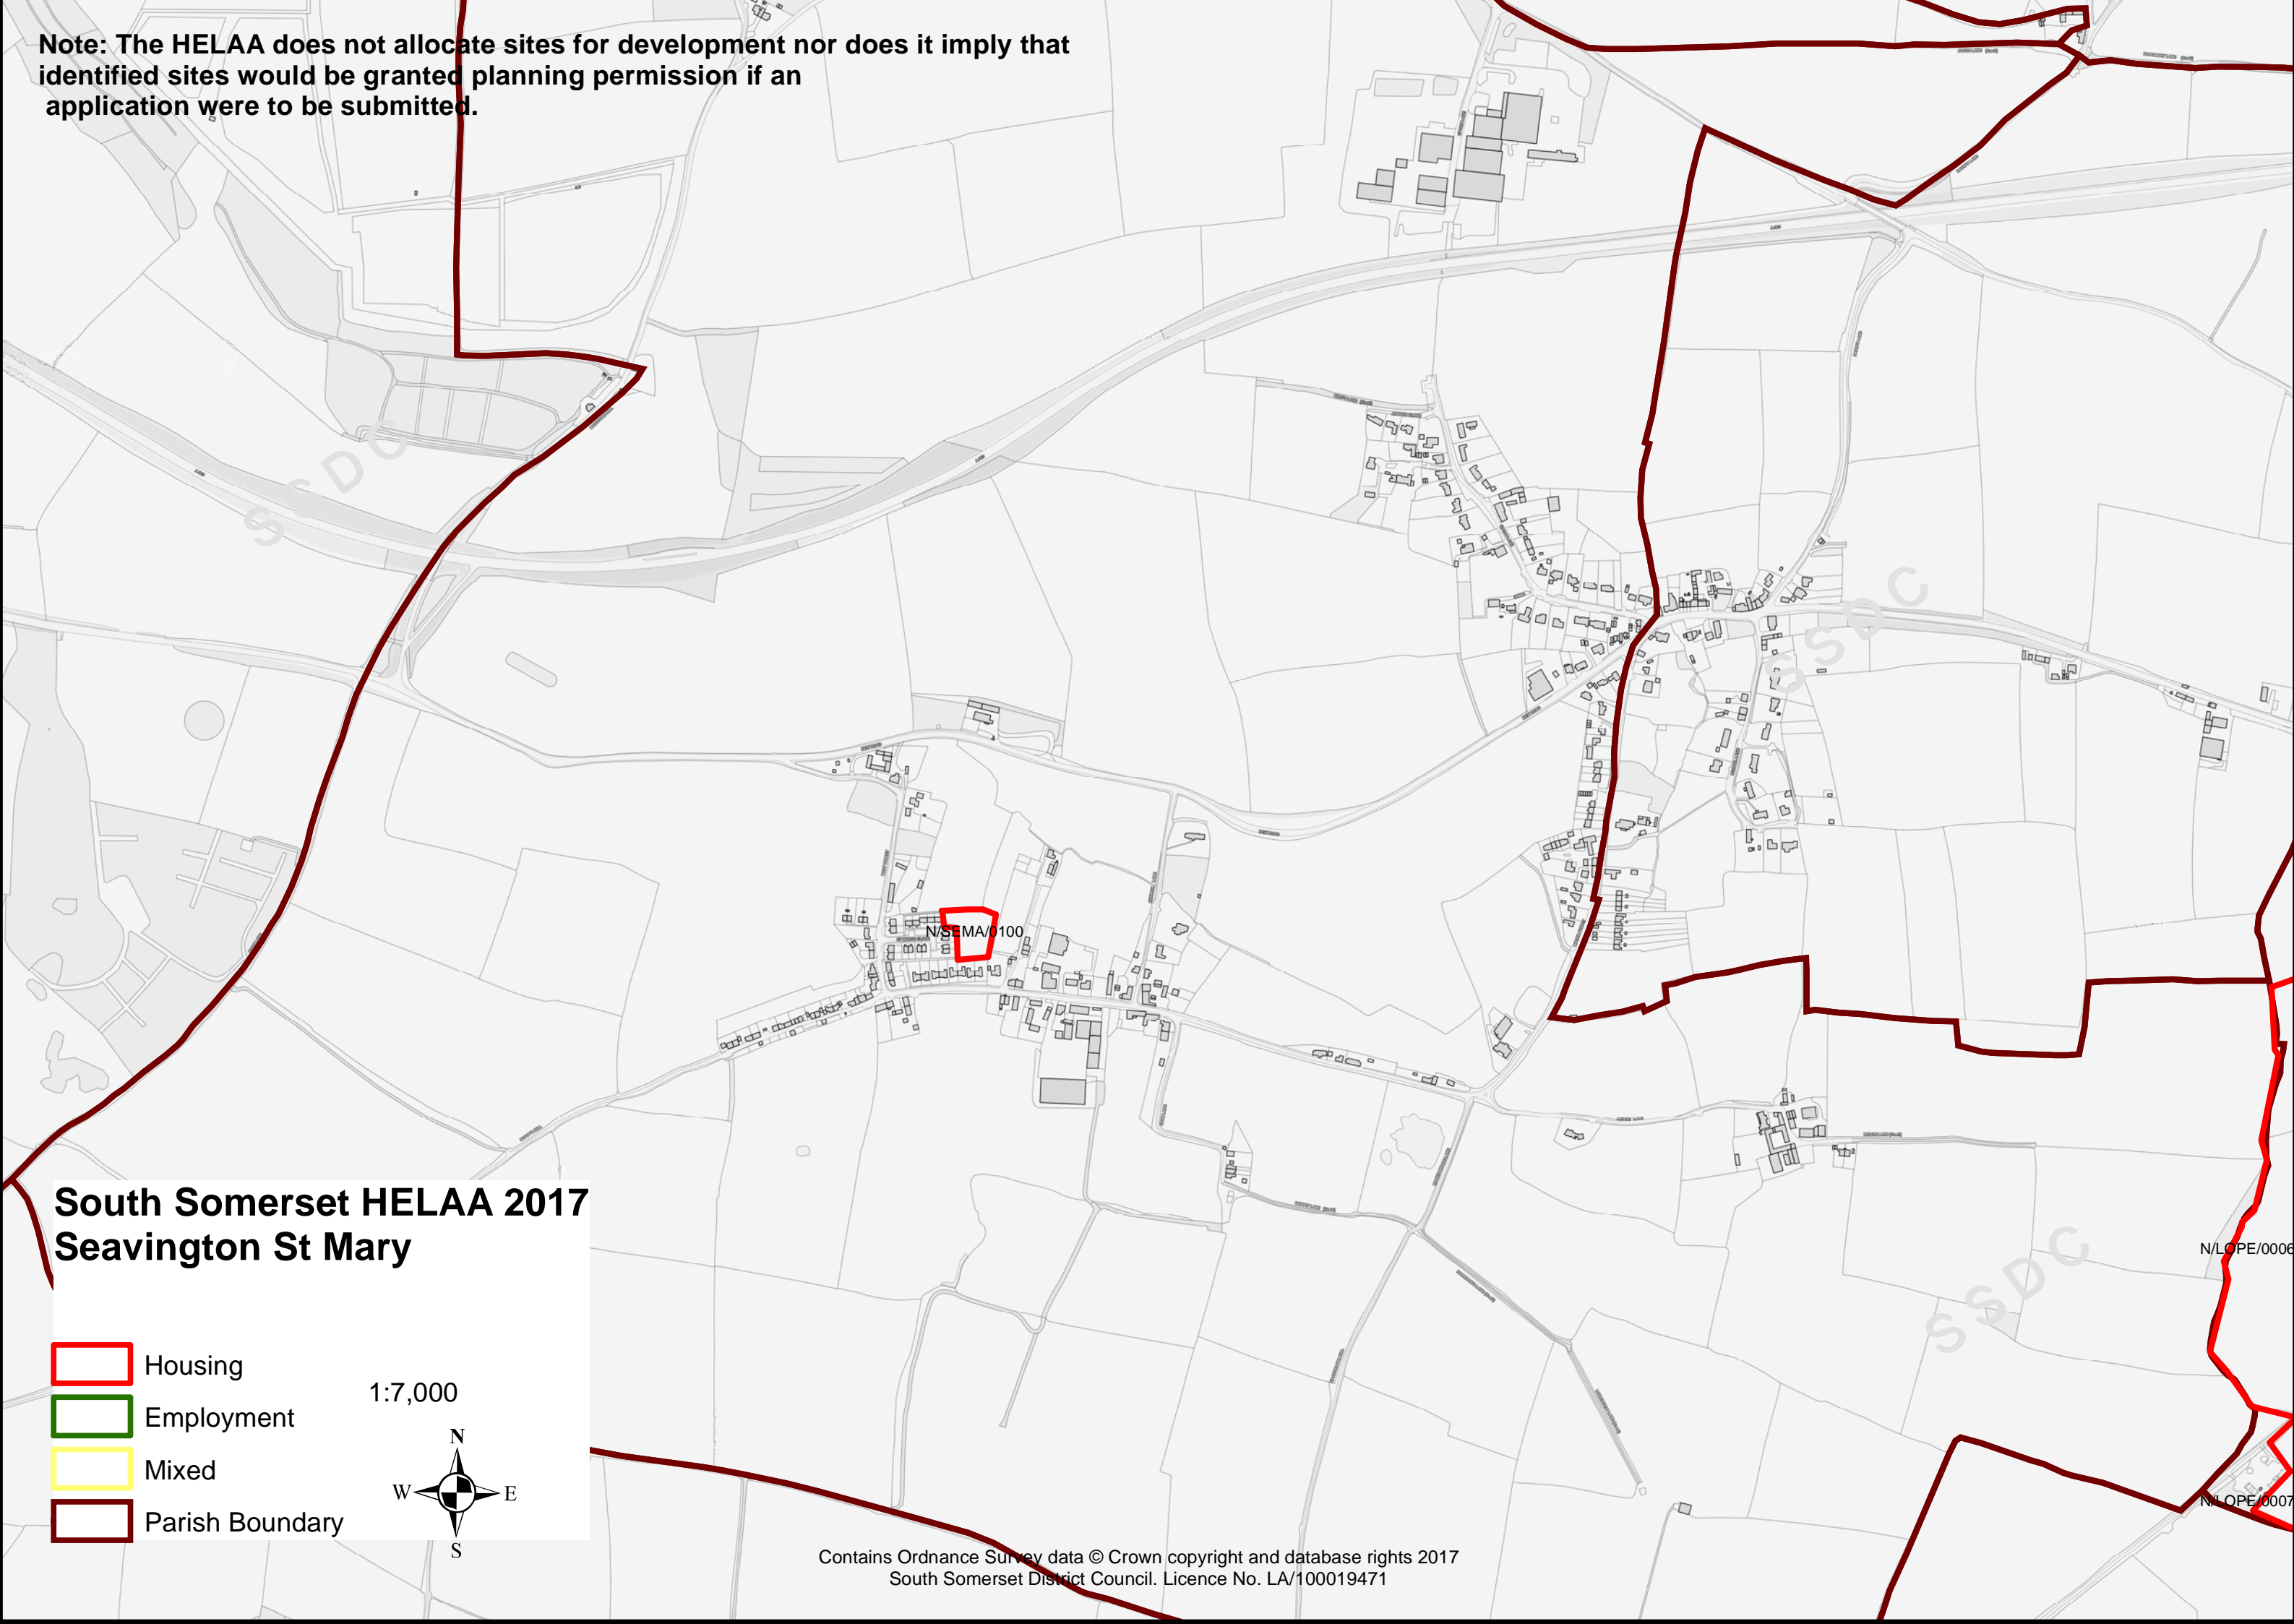 Note: The HELAA does not allocate sites for development nor does it imply that
identified sites would be granted planning permission if an
application were to be submitted.
SSDC
SSDC
N/SEMA/0100
SSDC
N/LOPE/0006
N/LOPE/0007
South Somerset HELAA 2017
Seavington St Mary
Housing
Employment
Mixed
Parish Boundary
1:7,000
N
W
E
S
Contains Ordnance Survey data © Crown copyright and database rights 2017
South Somerset District Council. Licence No. LA/100019471